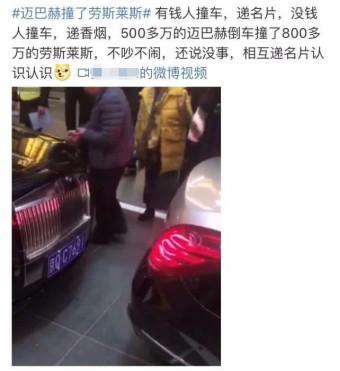 #迈巴赫撞了劳斯莱斯# 有钱人撞车，递名片，没钱
人撞车，递香烟，500多万的迈巴赫倒车撞了800多
万的劳斯莱斯，不吵不闹，还说没事，相互递名片认
识认识 的微博视频